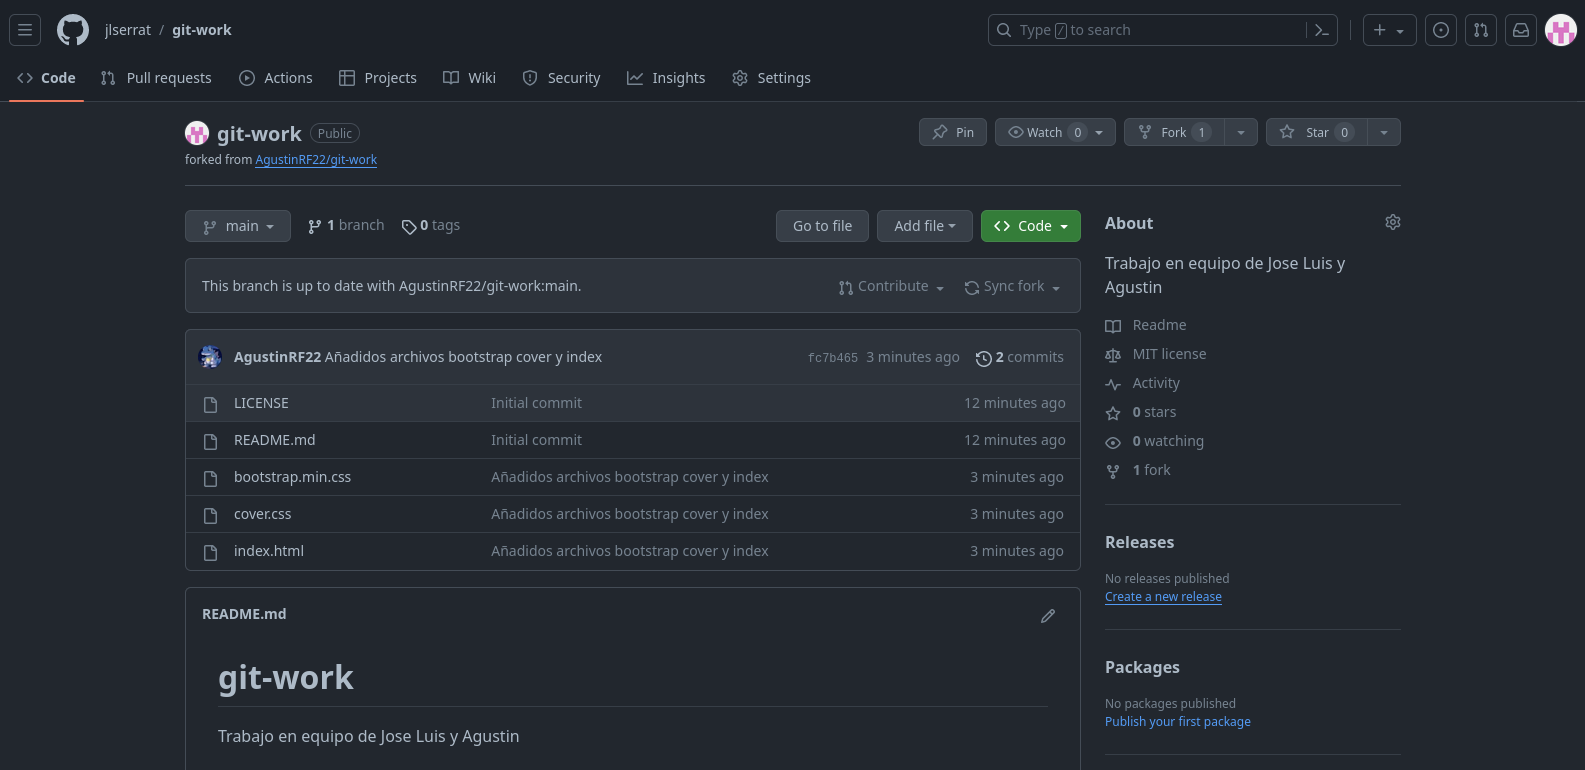 jlserrat / git-work
Type / to search
Code Pull requests Actions Projects Wiki Security Insights Settings
git-work Public
Pin Watch 0 Fork 1 Star 0
forked from AgustinRF22/git-work
main 1 branch 0 tags Go to file Add file Code
This branch is up to date with AgustinRF22/git-work:main. Contribute Sync fork
AgustinRF22 Añadidos archivos bootstrap cover y index fc7b465 3 minutes ago 2 commits
LICENSE Initial commit 12 minutes ago
README.md Initial commit 12 minutes ago
bootstrap.min.css Añadidos archivos bootstrap cover y index 3 minutes ago
cover.css Añadidos archivos bootstrap cover y index 3 minutes ago
index.html Añadidos archivos bootstrap cover y index 3 minutes ago
README.md
git-work
Trabajo en equipo de Jose Luis y Agustin
About
Trabajo en equipo de Jose Luis y
Agustin
Readme
MIT license
Activity
0 stars
0 watching
1 fork
Releases
No releases published
Create a new release
Packages
No packages published
Publish your first package